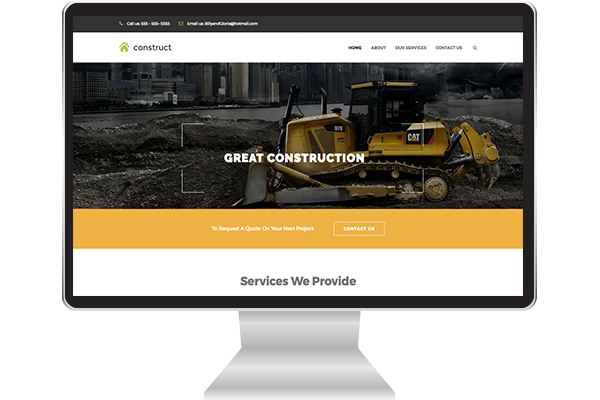 Call us: 555 - 555- 5555 Email us: BillyandGloria@hotmail.com
construct HOME ABOUT OUR SERVICES CONTACT US
CAT
GREAT CONSTRUCTION
To Request A Quote On Your Next Project CONTACT US
Services We Provide